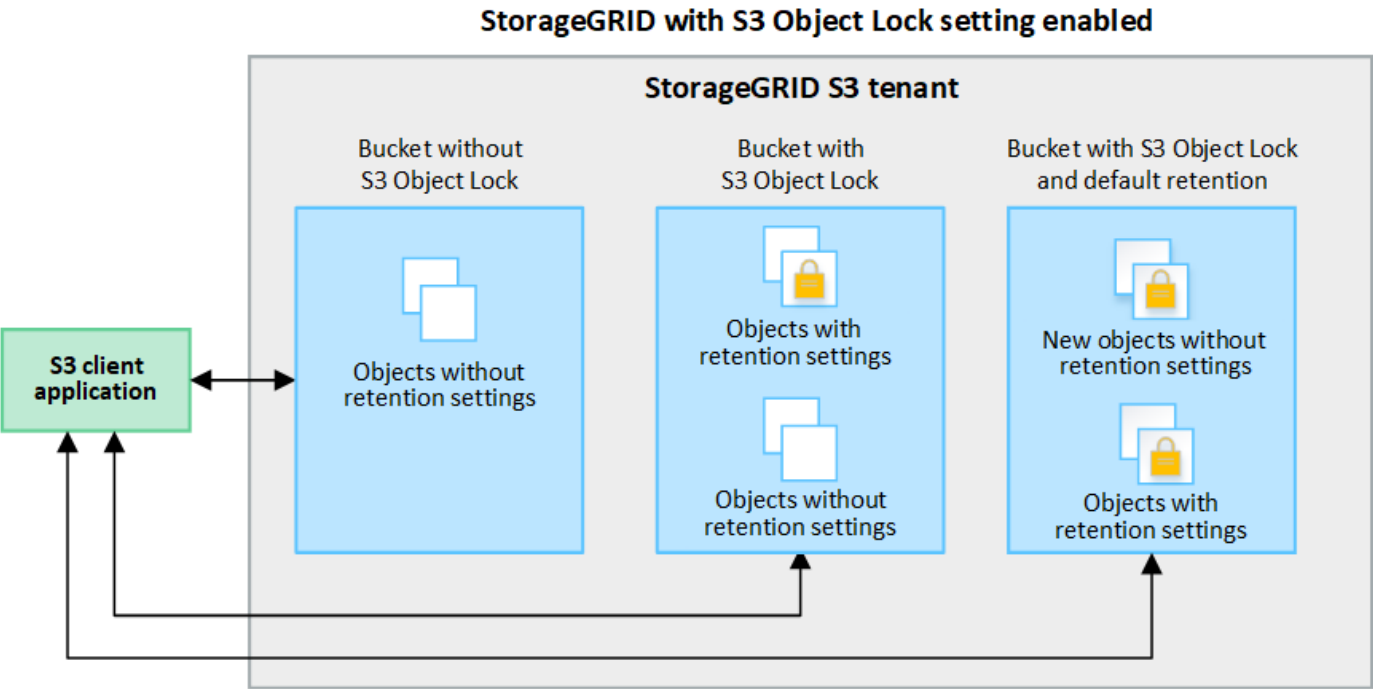 StorageGRID with S3 Object Lock setting enabled
StorageGRID S3 tenant
Bucket without
S3 Object Lock
Bucket with
S3 Object Lock
Bucket with S3 Object Lock
and default retention
S3 client
application
Objects without
retention settings
Objects with
retention settings
Objects without
retention settings
New objects without
retention settings
Objects with
retention settings